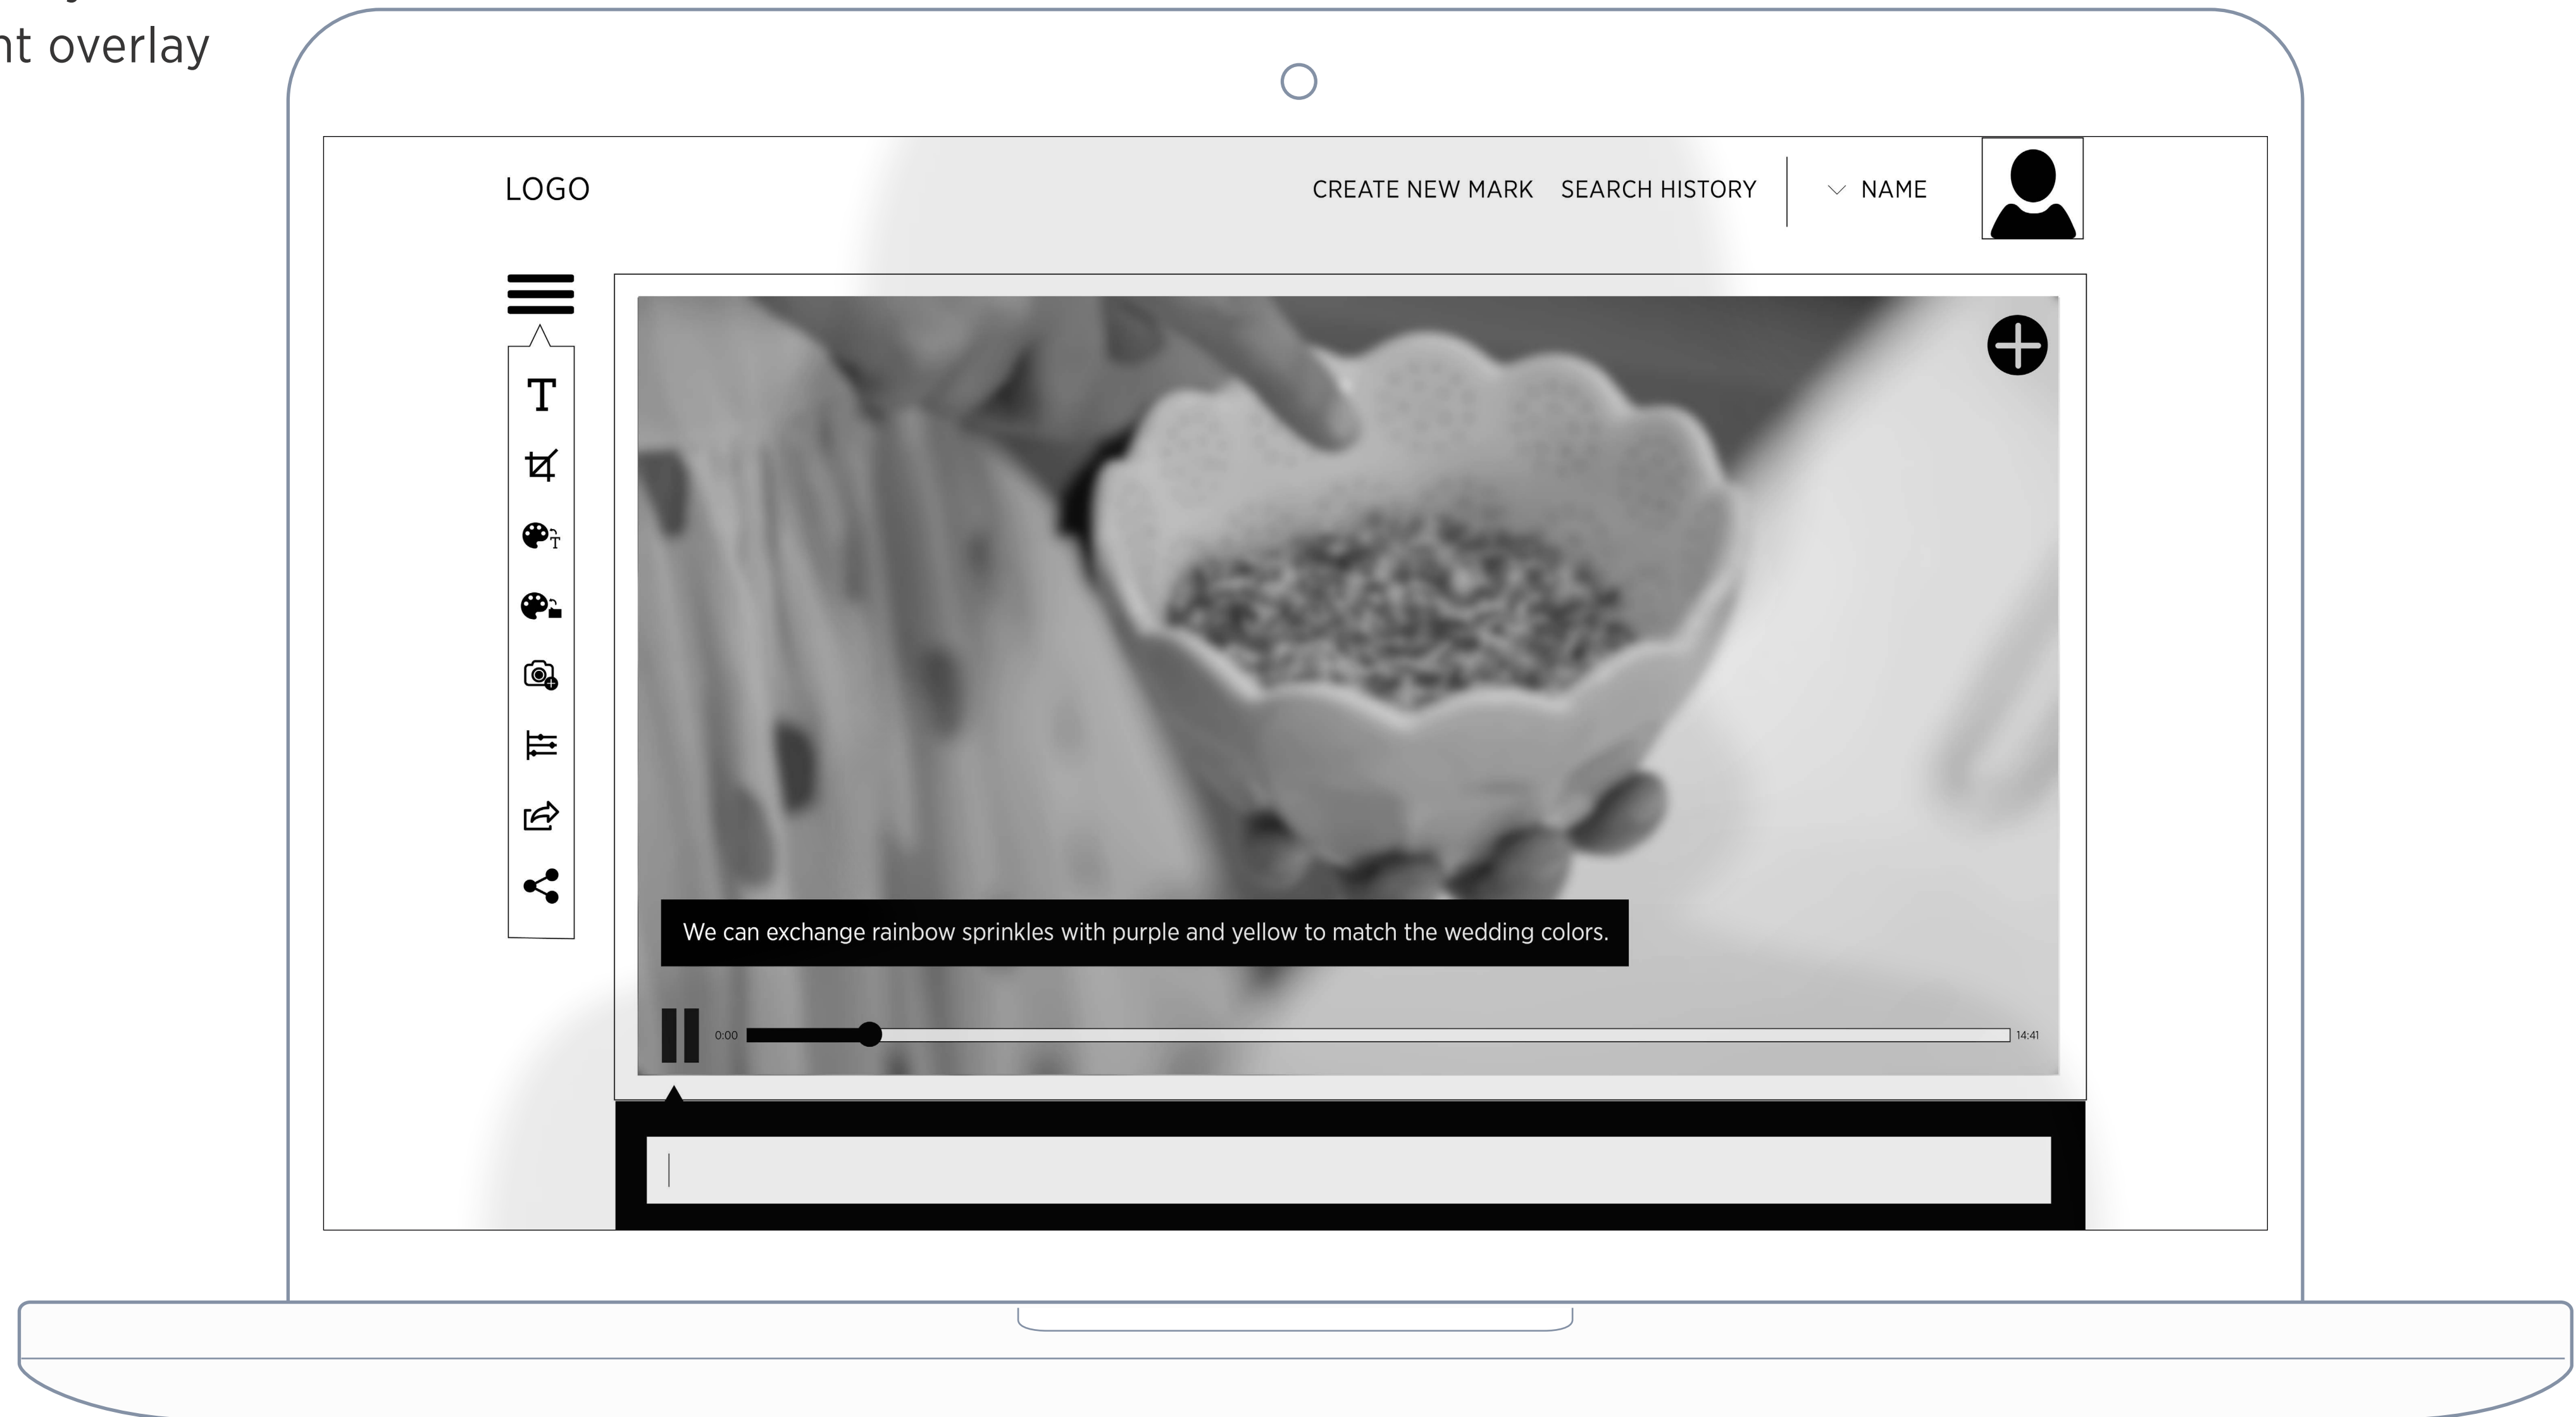 nt overlay
LOGO
CREATE NEW MARK
SEARCH HISTORY
NAME
T
T
We can exchange rainbow sprinkles with purple and yellow to match the wedding colors.
0:00
14:41